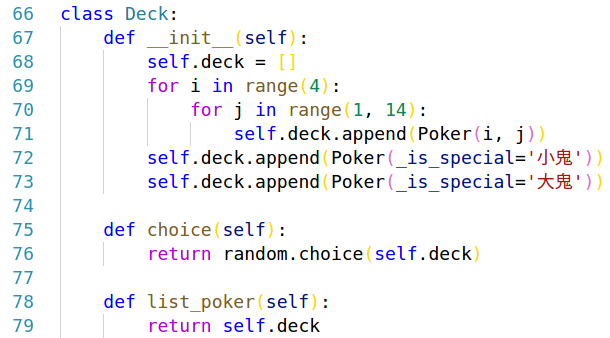 66 class Deck:
67     def __init__(self):
68         self.deck = []
69         for i in range(4):
70             for j in range(1, 14):
71                 self.deck.append(Poker(i, j))
72         self.deck.append(Poker(_is_special='小鬼'))
73         self.deck.append(Poker(_is_special='大鬼'))
74
75     def choice(self):
76         return random.choice(self.deck)
77
78     def list_poker(self):
79         return self.deck